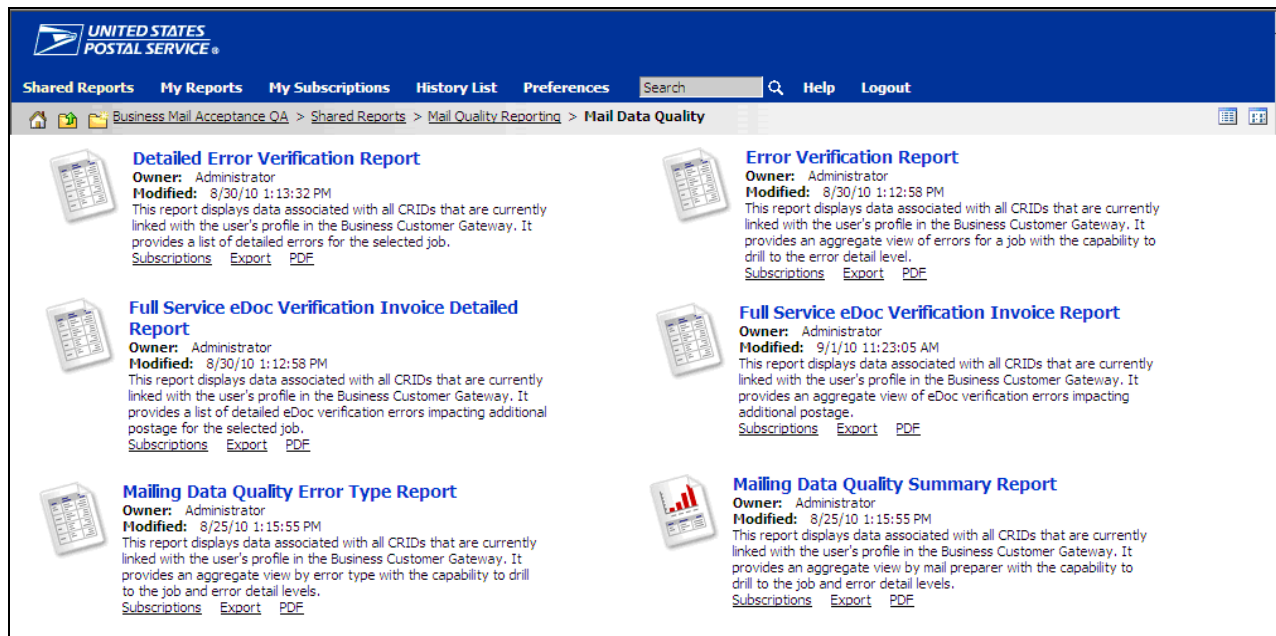 UNITED STATES
POSTAL SERVICE ®
Shared Reports My Reports My Subscriptions History List Preferences Search Help Logout
Business Mail Acceptance QA > Shared Reports > Mail Quality Reporting > Mail Data Quality
Detailed Error Verification Report
Owner: Administrator
Modified: 8/30/10 1:13:32 PM
This report displays data associated with all CRIDs that are currently
linked with the user's profile in the Business Customer Gateway. It
provides a list of detailed errors for the selected job.
Subscriptions Export PDF
Error Verification Report
Owner: Administrator
Modified: 8/30/10 1:12:58 PM
This report displays data associated with all CRIDs that are currently
linked with the user's profile in the Business Customer Gateway. It
provides an aggregate view of errors for a job with the capability to
drill to the error detail level.
Subscriptions Export PDF
Full Service eDoc Verification Invoice Detailed
Report
Owner: Administrator
Modified: 8/30/10 1:12:58 PM
This report displays data associated with all CRIDs that are currently
linked with the user's profile in the Business Customer Gateway. It
provides a list of detailed eDoc verification errors impacting additional
postage for the selected job.
Subscriptions Export PDF
Full Service eDoc Verification Invoice Report
Owner: Administrator
Modified: 9/1/10 11:23:05 AM
This report displays data associated with all CRIDs that are currently
linked with the user's profile in the Business Customer Gateway. It
provides an aggregate view of eDoc verification errors impacting
additional postage.
Subscriptions Export PDF
Mailing Data Quality Error Type Report
Owner: Administrator
Modified: 8/25/10 1:15:55 PM
This report displays data associated with all CRIDs that are currently
linked with the user's profile in the Business Customer Gateway. It
provides an aggregate view by error type with the capability to drill
to the job and error detail levels.
Subscriptions Export PDF
Mailing Data Quality Summary Report
Owner: Administrator
Modified: 8/25/10 1:15:55 PM
This report displays data associated with all CRIDs that are currently
linked with the user's profile in the Business Customer Gateway. It
provides an aggregate view by mail preparer with the capability to
drill to the job and error detail levels.
Subscriptions Export PDF